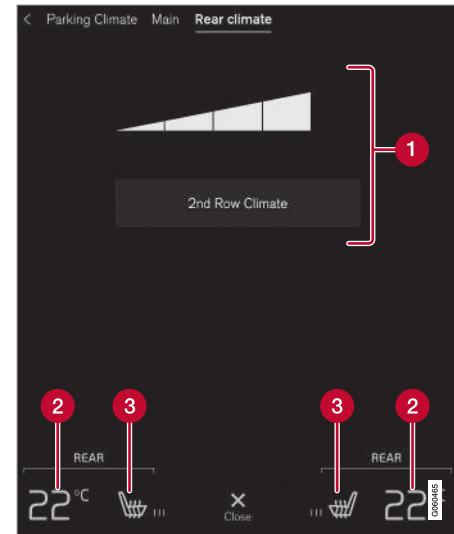 < Parking Climate Main Rear climate
1
2nd Row Climate
2 3 3 2
REAR REAR
22 °C Close 22
G060465